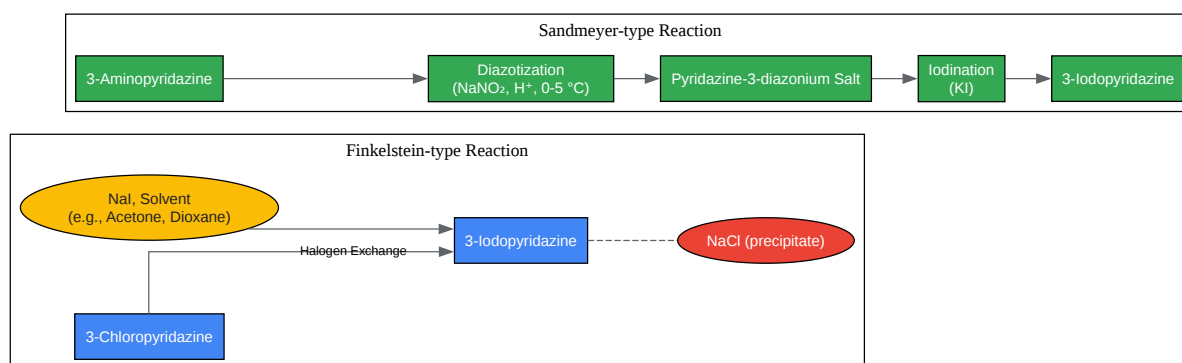 Sandmeyer-type Reaction
3-Aminopyridazine
Diazotization
(NaNO₂, H⁺, 0-5 °C)
Pyridazine-3-diazonium Salt
Iodination
(KI)
3-Iodopyridazine
Finkelstein-type Reaction
NaI, Solvent
(e.g., Acetone, Dioxane)
Halogen Exchange
3-Iodopyridazine
NaCl (precipitate)
3-Chloropyridazine